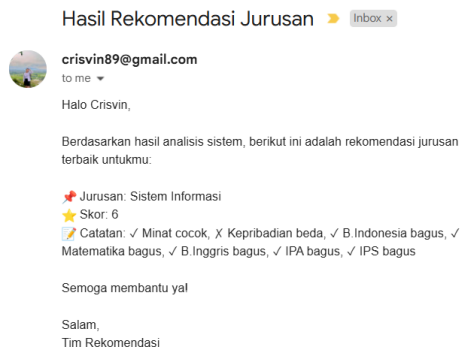 Hasil Rekomendasi Jurusan Inbox ×
crisvin89@gmail.com
to me
Halo Crisvin,
Berdasarkan hasil analisis sistem, berikut ini adalah rekomendasi jurusan
terbaik untukmu:
📌 Jurusan: Sistem Informasi
⭐ Skor: 6
📝 Catatan: ✓ Minat cocok, ✗ Kepribadian beda, ✓ B.Indonesia bagus, ✓
Matematika bagus, ✓ B.Inggris bagus, ✓ IPA bagus, ✓ IPS bagus
Semoga membantu ya!
Salam,
Tim Rekomendasi